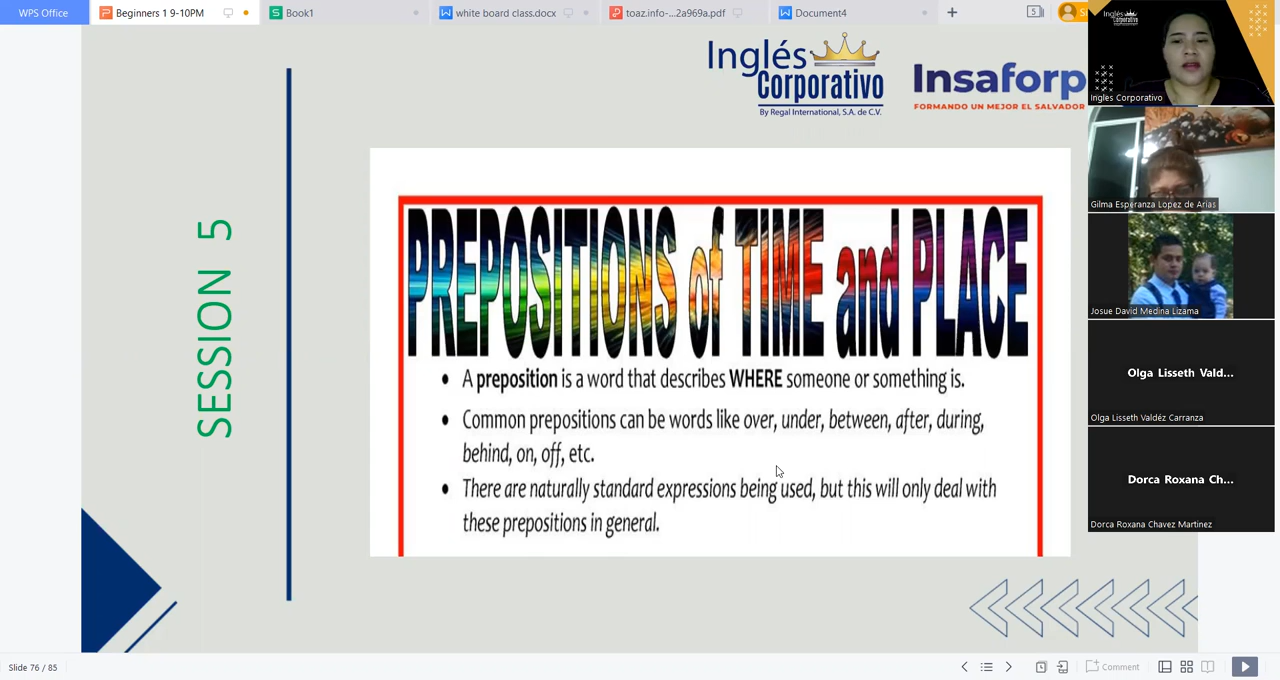 WPS Office
Beginners 1 9-10PM
Book1
white board class.docx
toaz.info-...2a969a.pdf
Document4
5
Inglés
Corporativo
By Regal International, S.A. de C.V.
Insaforp
FORMANDO UN MEJOR EL SALVADOR
SESSION 5
PREPOSITIONS of TIME and PLACE
• A preposition is a word that describes WHERE someone or something is.
• Common prepositions can be words like over, under, between, after, during,
behind, on, off, etc.
• There are naturally standard expressions being used, but this will only deal with
these prepositions in general.
Inglés
Corporativo
Ingles Corporativo
Gilma Esperanza Lopez de Arias
Josue David Medina Lizama
Olga Lisseth Vald...
Olga Lisseth Valdéz Carranza
Dorca Roxana Ch...
Dorca Roxana Chavez Martinez
Slide 76 / 85
Comment